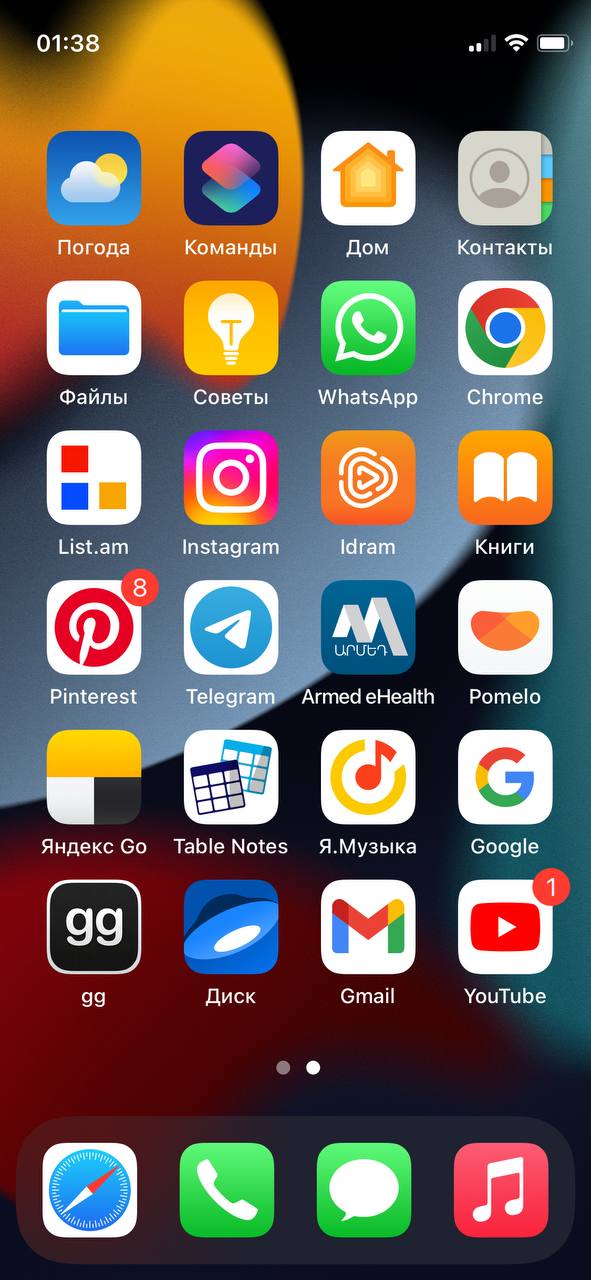 01:38
Погода Команды Дом Контакты
Файлы Советы WhatsApp Chrome
List.am Instagram Idram Книги
8
ԱՐՄԵԴ
Pinterest Telegram Armed eHealth Pomelo
Яндекс Go Table Notes Я.Музыка Google
1
gg
gg Диск Gmail YouTube